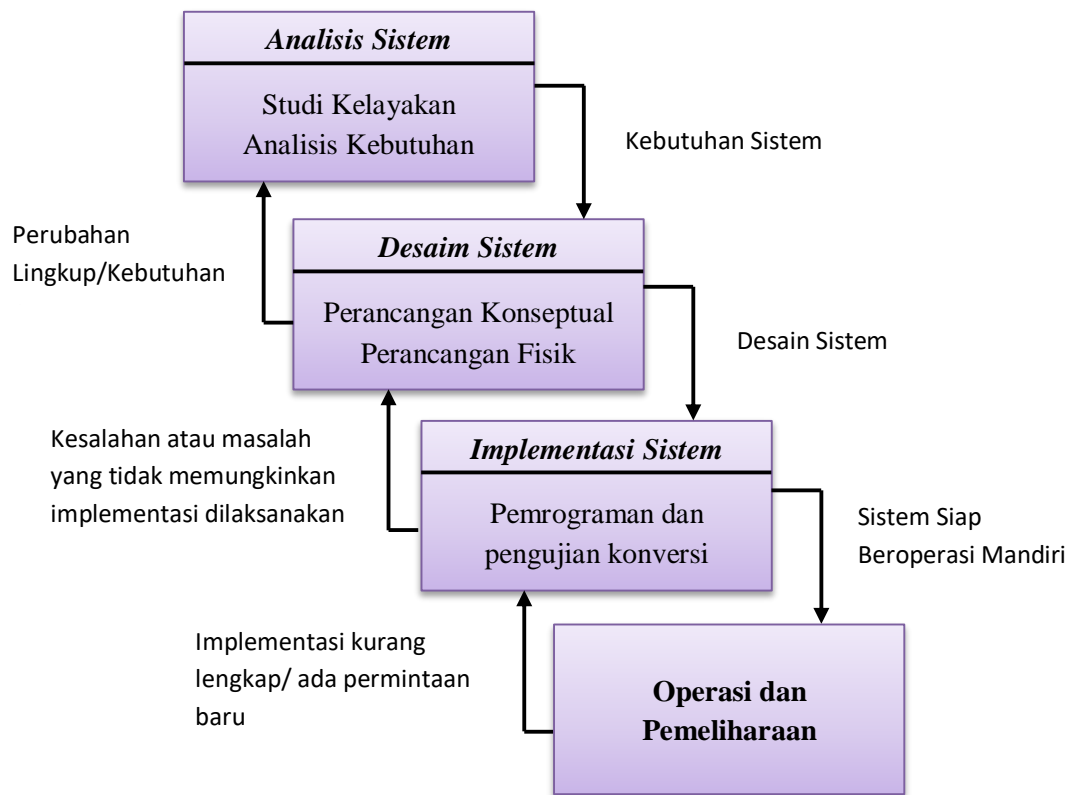 Analisis Sistem
Studi Kelayakan
Analisis Kebutuhan
Kebutuhan Sistem
Perubahan
Lingkup/Kebutuhan
Desaim Sistem
Perancangan Konseptual
Perancangan Fisik
Desain Sistem
Kesalahan atau masalah
yang tidak memungkinkan
implementasi dilaksanakan
Implementasi Sistem
Pemrograman dan
pengujian konversi
Sistem Siap
Beroperasi Mandiri
Implementasi kurang
lengkap/ ada permintaan
baru
Operasi dan
Pemeliharaan